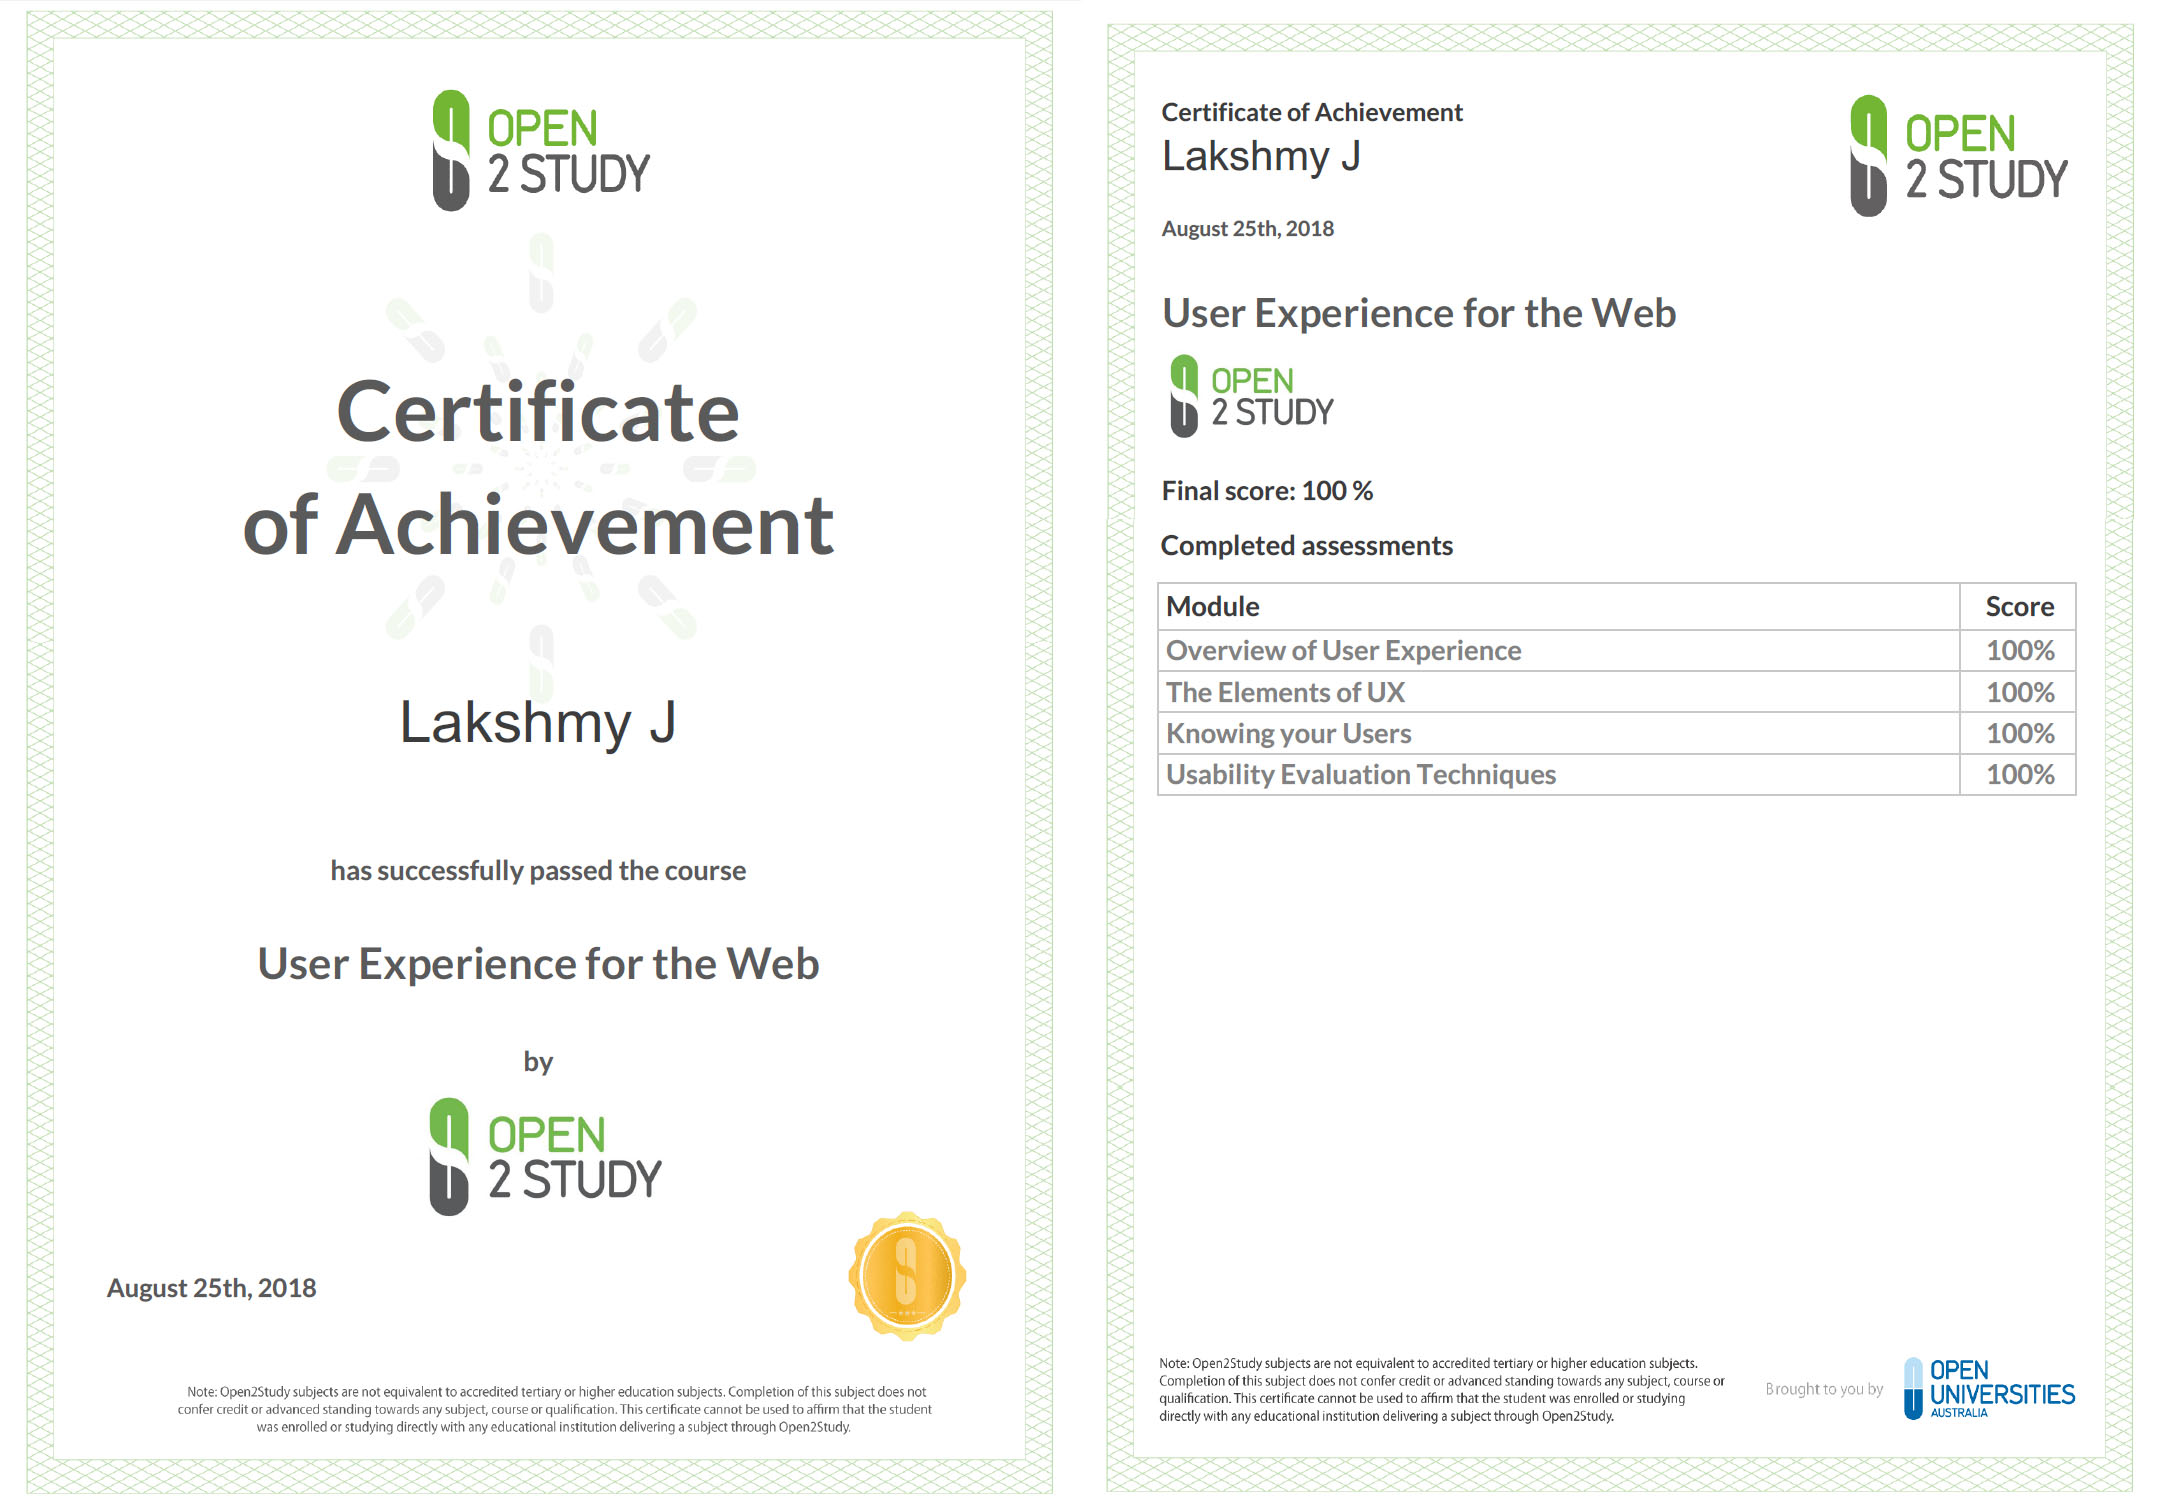 OPEN
2 STUDY
Certificate
of Achievement
Lakshmy J
has successfully passed the course
User Experience for the Web
by
OPEN
2 STUDY
August 25th, 2018
Note: Open2Study subjects are not equivalent to accredited tertiary or higher education subjects. Completion of this subject does not
confer credit or advanced standing towards any subject, course or qualification. This certificate cannot be used to affirm that the student
was enrolled or studying directly with any educational institution delivering a subject through Open2Study.
Certificate of Achievement
Lakshmy J
August 25th, 2018
OPEN
2 STUDY
User Experience for the Web
OPEN
2 STUDY
Final score: 100 %
Completed assessments
Module Score
Overview of User Experience 100%
The Elements of UX 100%
Knowing your Users 100%
Usability Evaluation Techniques 100%
Note: Open2Study subjects are not equivalent to accredited tertiary or higher education subjects.
Completion of this subject does not confer credit or advanced standing towards any subject, course or
qualification. This certificate cannot be used to affirm that the student was enrolled or studying
directly with any educational institution delivering a subject through Open2Study.
Brought to you by
OPEN
UNIVERSITIES
AUSTRALIA